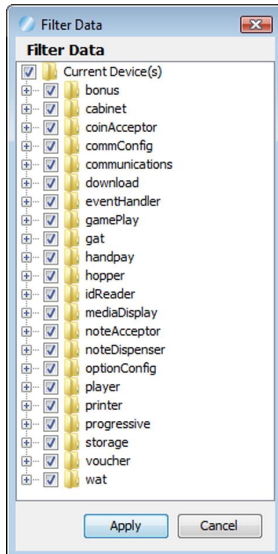 Filter Data
Filter Data
Current Device(s)
bonus
cabinet
coinAcceptor
commConfig
communications
download
eventHandler
gamePlay
gat
handpay
hopper
idReader
mediaDisplay
noteAcceptor
noteDispenser
optionConfig
player
printer
progressive
storage
voucher
wat
Apply Cancel